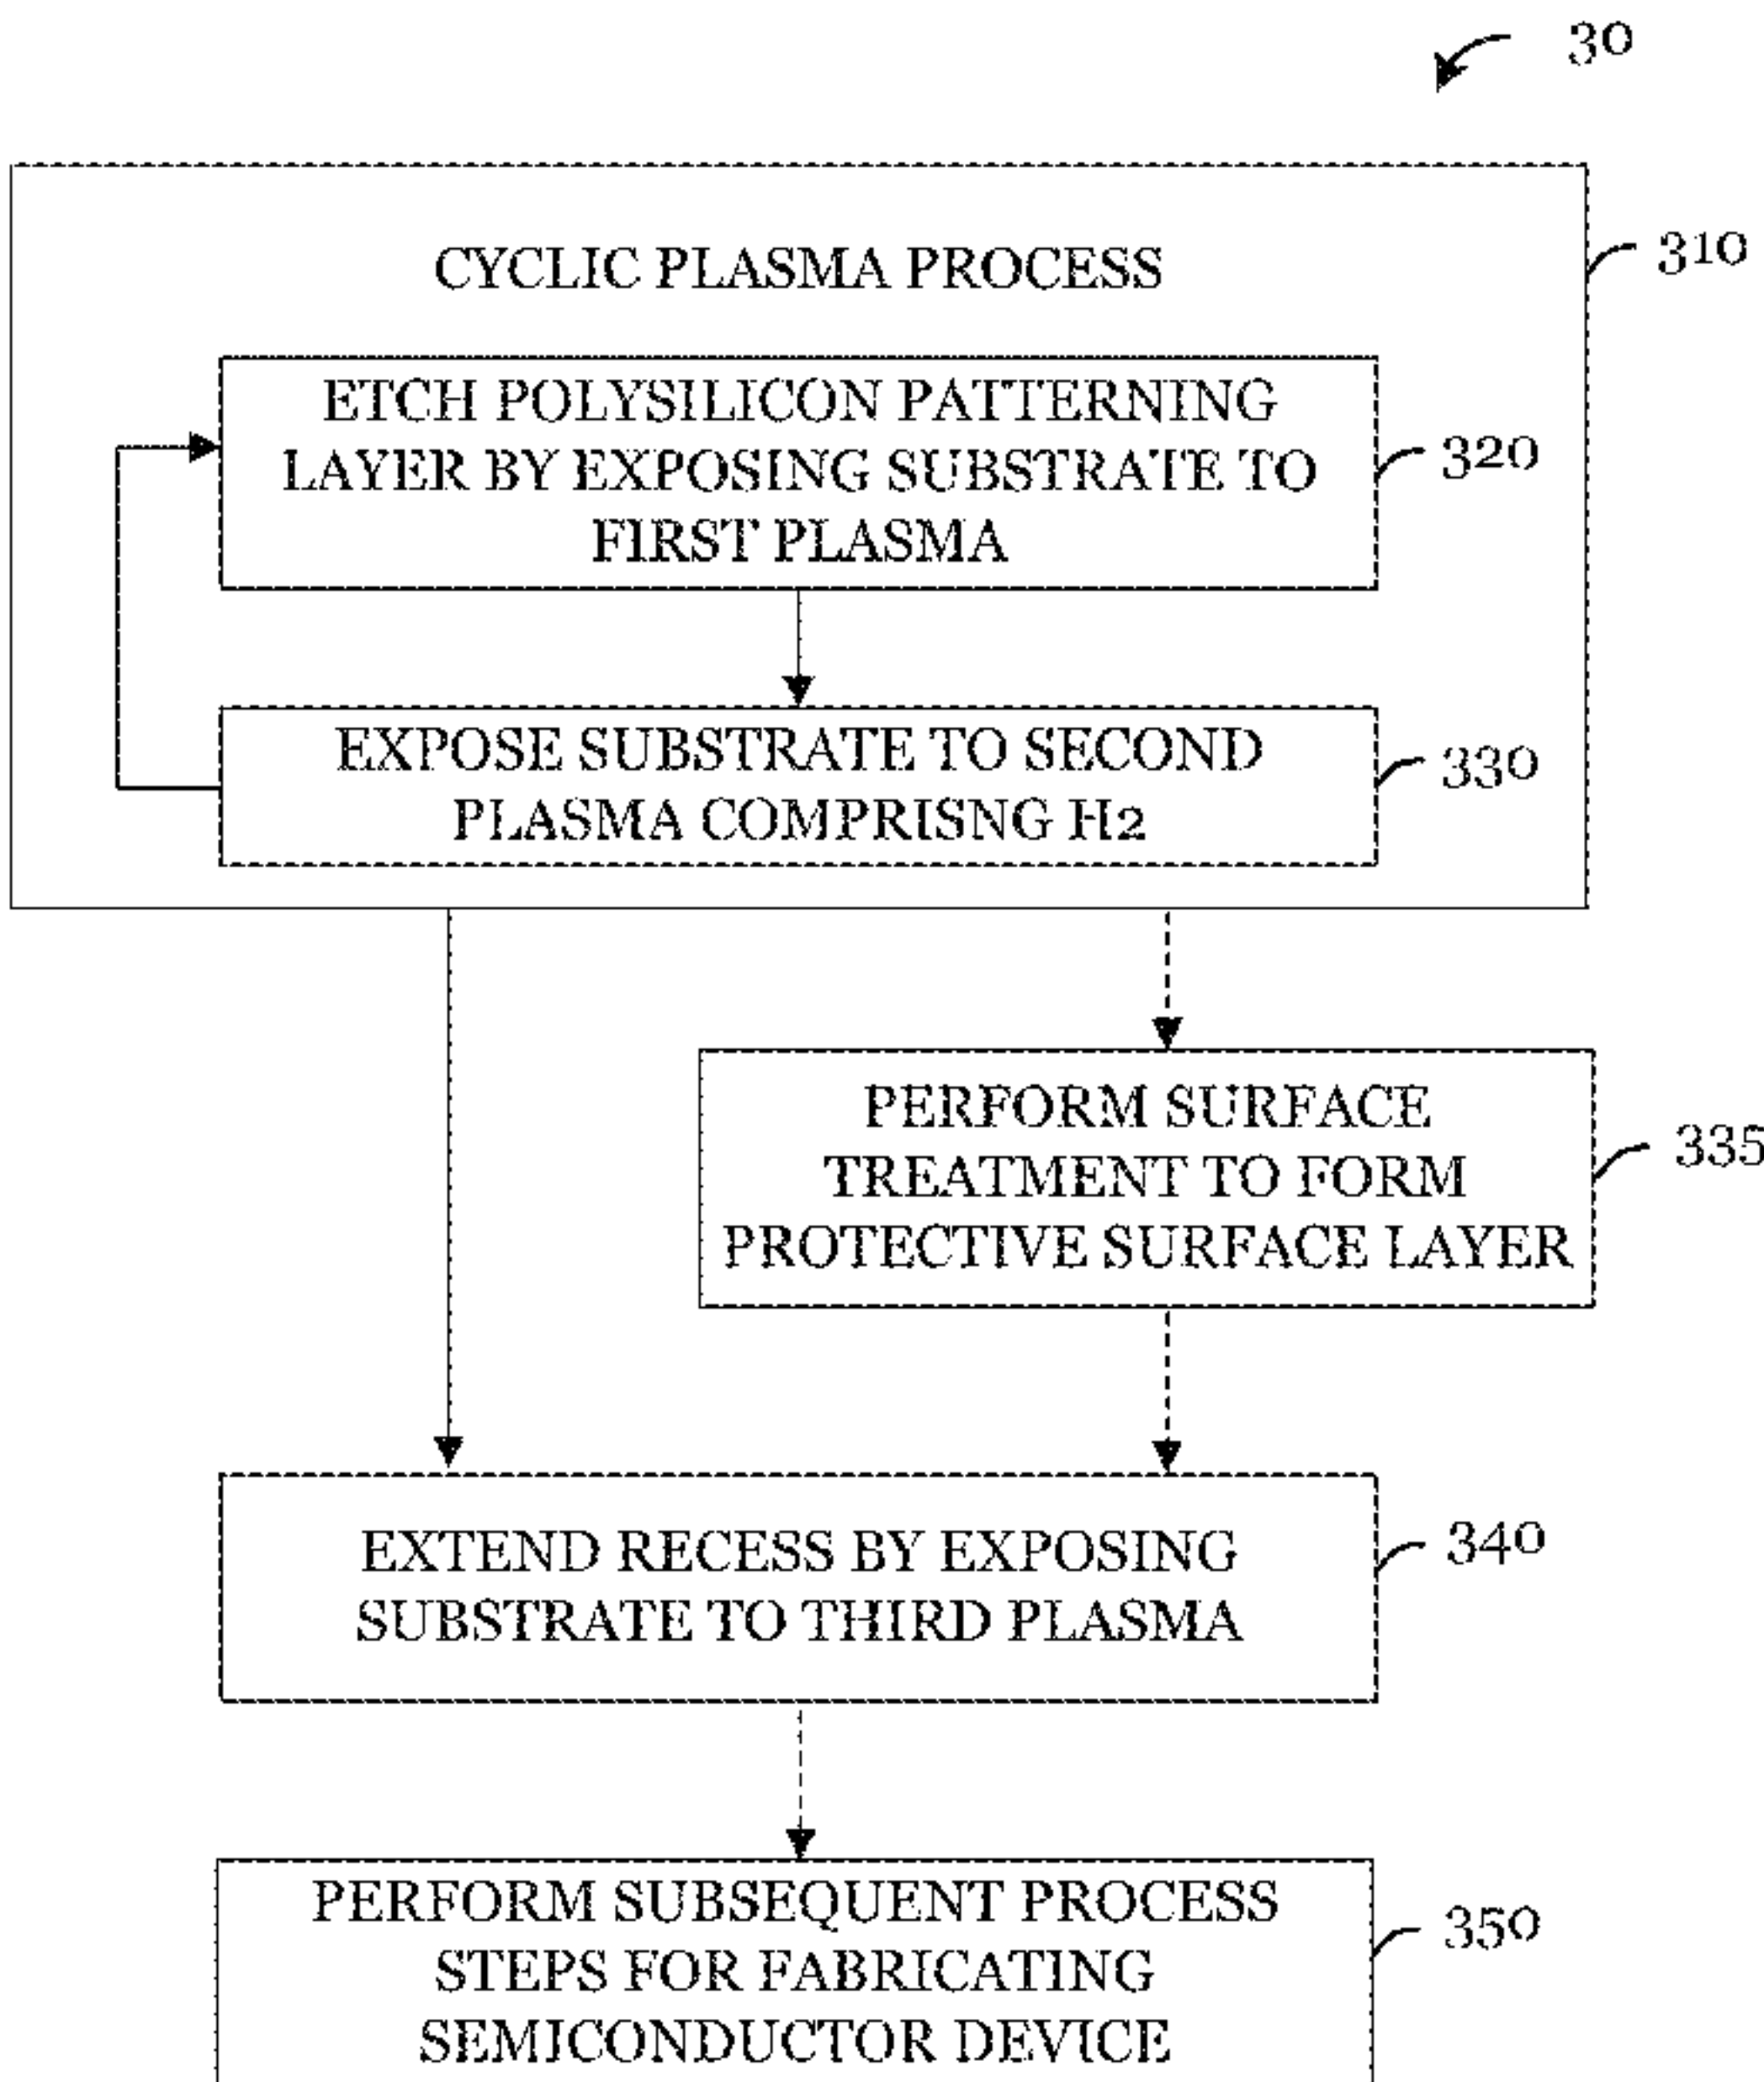 30
CYCLIC PLASMA PROCESS
310
ETCH POLYSILICON PATTERNING
LAYER BY EXPOSING SUBSTRATE TO
FIRST PLASMA
320
EXPOSE SUBSTRATE TO SECOND
PLASMA COMPRISNG H2
330
PERFORM SURFACE
TREATMENT TO FORM
PROTECTIVE SURFACE LAYER
335
EXTEND RECESS BY EXPOSING
SUBSTRATE TO THIRD PLASMA
340
PERFORM SUBSEQUENT PROCESS
STEPS FOR FABRICATING
SEMICONDUCTOR DEVICE
350